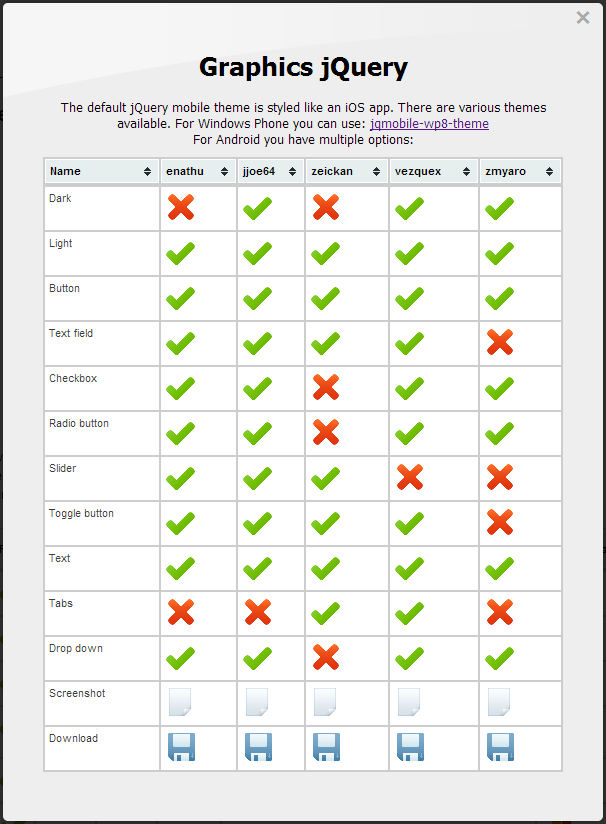 Graphics jQuery
The default jQuery mobile theme is styled like an iOS app. There are various themes
available. For Windows Phone you can use: jqmobile-wp8-theme
For Android you have multiple options:
Name enathu jjoe64 zeickan vezquex zmyaro
Dark
Light
Button
Text field
Checkbox
Radio button
Slider
Toggle button
Text
Tabs
Drop down
Screenshot
Download